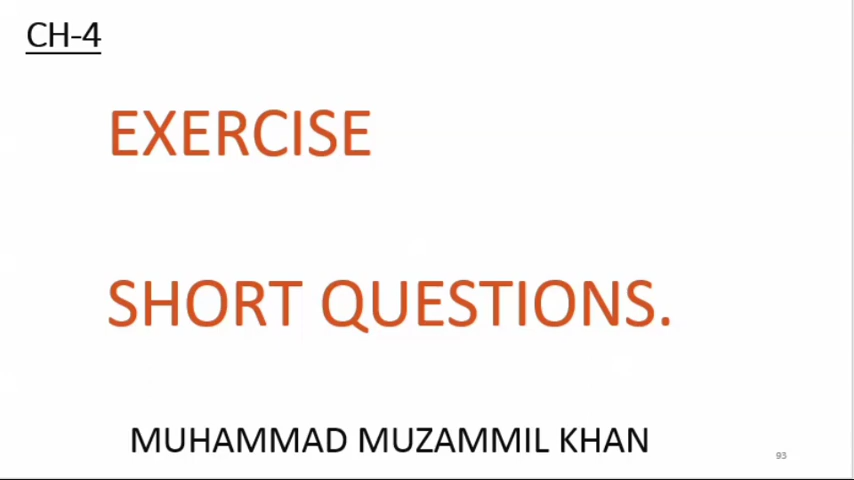 CH-4
EXERCISE
SHORT QUESTIONS.
MUHAMMAD MUZAMMIL KHAN
93